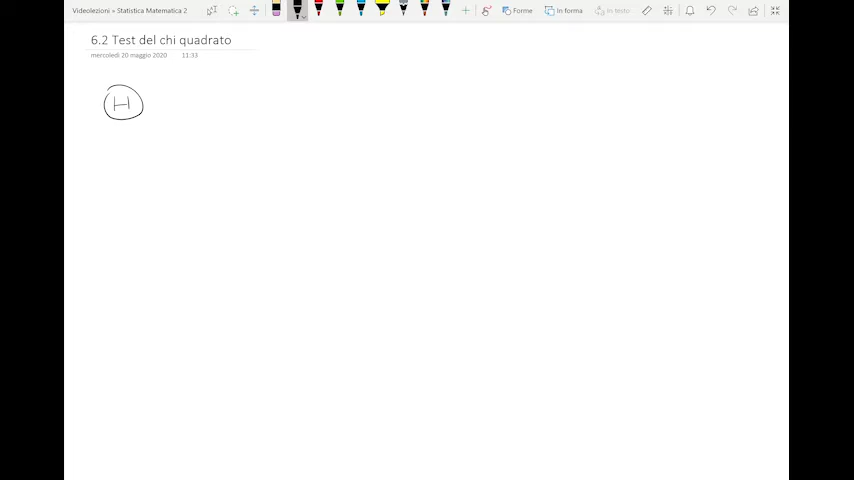 Videolezioni » Statistica Matematica 2 Forme In forma In testo
6.2 Test del chi quadrato
mercoledì 20 maggio 2020 11:33
H